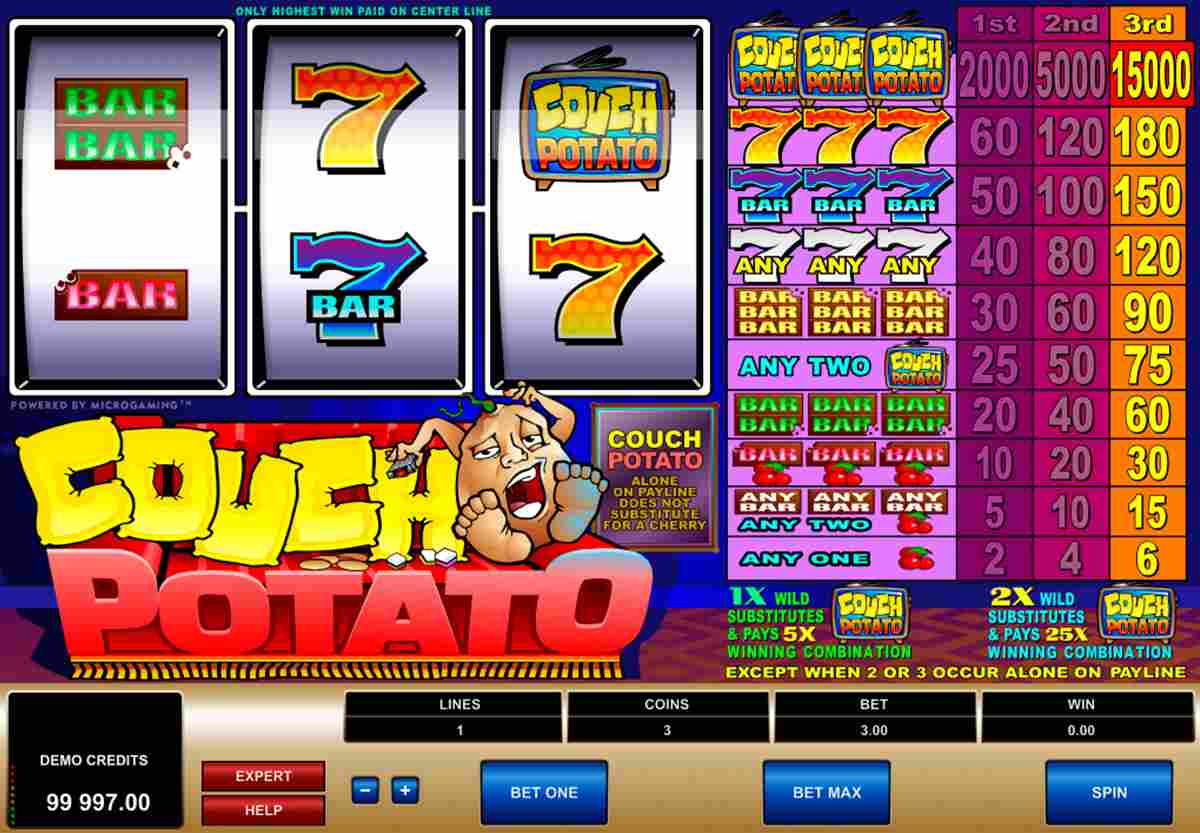 ONLY HIGHEST WIN PAID ON CENTER LINE
BAR
BAR
BAR
7
7
BAR
COUCH
POTATO
7
POWERED BY MICROGAMING™
COUCH
POTATO
COUCH
POTATO
ALONE
ON PAYLINE
DOES NOT
SUBSTITUTE
FOR A CHERRY
1st 2nd 3rd
COUCH COUCH COUCH
POTATO POTATO POTATO
2000 5000 15000
7 7 7 60 120 180
7 7 7
BAR BAR BAR
50 100 150
7 7 7
ANY ANY ANY
40 80 120
BAR BAR BAR
BAR BAR BAR
BAR BAR BAR
30 60 90
ANY TWO
COUCH
POTATO
25 50 75
BAR BAR BAR
BAR BAR BAR
20 40 60
BAR BAR BAR
10 20 30
ANY ANY ANY
BAR BAR BAR
ANY TWO
5 10 15
ANY ONE
2 4 6
1X WILD
SUBSTITUTES
& PAYS 5X
WINNING COMBINATION
COUCH
POTATO
2X WILD
SUBSTITUTES
& PAYS 25X
WINNING COMBINATION
COUCH
POTATO
EXCEPT WHEN 2 OR 3 OCCUR ALONE ON PAYLINE
LINES COINS BET WIN
1 3 3.00 0.00
DEMO CREDITS
99 997.00
EXPERT
HELP
- +
BET ONE
BET MAX
SPIN